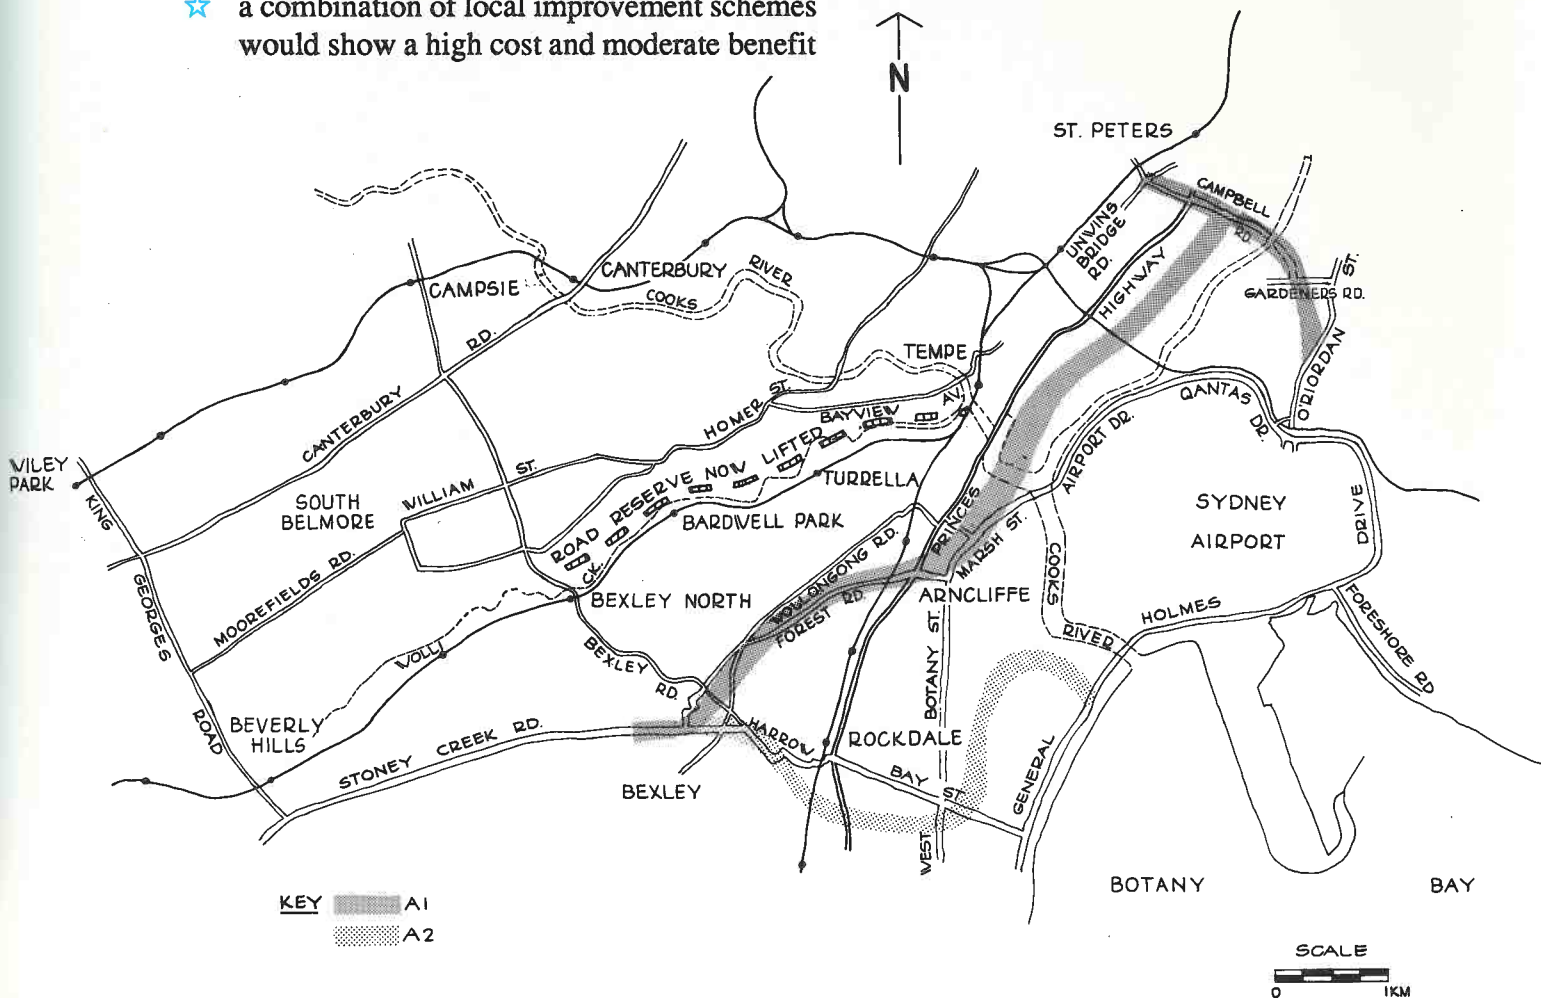 ☆ a combination of local improvement schemes
would show a high cost and moderate benefit
N
ST. PETERS
CAMPBELL
RD.
UNWINS
BRIDGE
RD.
HIGHWAY
ST.
GARDENERS RD.
O'RIORDAN
CANTERBURY
RIVER
CAMPSIE
COOKS
RD.
TEMPE
QANTAS
DR.
CANTERBURY
HOMER ST.
BAYVIEW
AV.
AIRPORT DR.
WILEY
PARK
KING
SOUTH
BELMORE
WILLIAM
ST.
ROAD RESERVE NOW LIFTED
TURRELLA
BARDWELL PARK
PRINCES
MARSH ST.
SYDNEY
AIRPORT
DRIVE
GEORGES
MOOREFIELDS RD.
CK.
WOLLONGONG RD.
COOKS
BEXLEY NORTH
FOREST RD.
ARNCLIFFE
HOLMES
FORESHORE RD
RIVER
WOLLI
BEXLEY
RD.
BOTANY ST.
ROAD
BEVERLY
HILLS
STONEY CREEK RD.
HARROW
ROCKDALE
GENERAL
BEXLEY
BAY
ST.
WEST
BOTANY
BAY
KEY
A1
A2
SCALE
0
1KM